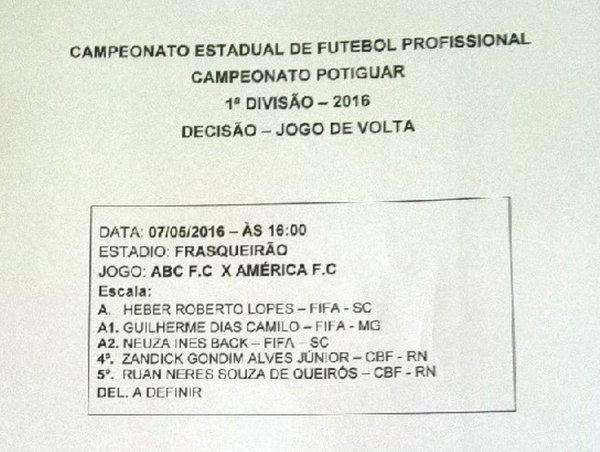 CAMPEONATO ESTADUAL DE FUTEBOL PROFISSIONAL
CAMPEONATO POTIGUAR
1ª DIVISÃO – 2016
DECISÃO – JOGO DE VOLTA
DATA: 07/05/2016 – ÀS 16:00
ESTADIO: FRASQUEIRÃO
JOGO: ABC F.C X AMÉRICA F.C
Escala:
A. HEBER ROBERTO LOPES – FIFA - SC
A1. GUILHERME DIAS CAMILO – FIFA - MG
A2. NEUZA INES BACK – FIFA – SC
4º. ZANDICK GONDIM ALVES JÚNIOR – CBF - RN
5º. RUAN NERES SOUZA DE QUEIRÓS – CBF - RN
DEL. A DEFINIR